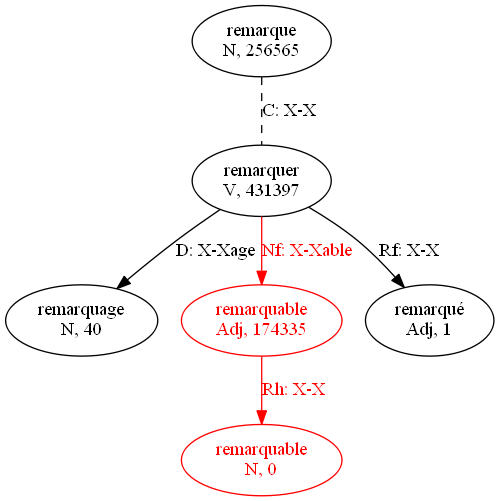 remarque
N, 256565
C: X-X
remarquer
V, 431397
D: X-Xage
Nf: X-Xable
Rf: X-X
remarquage
N, 40
remarquable
Adj, 174335
remarqué
Adj, 1
Rh: X-X
remarquable
N, 0